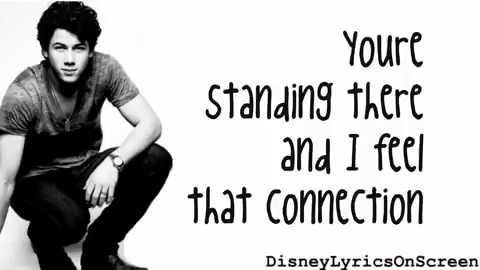 Youre
standing there
and I feel
that connection
DisneyLyricsOnScreen